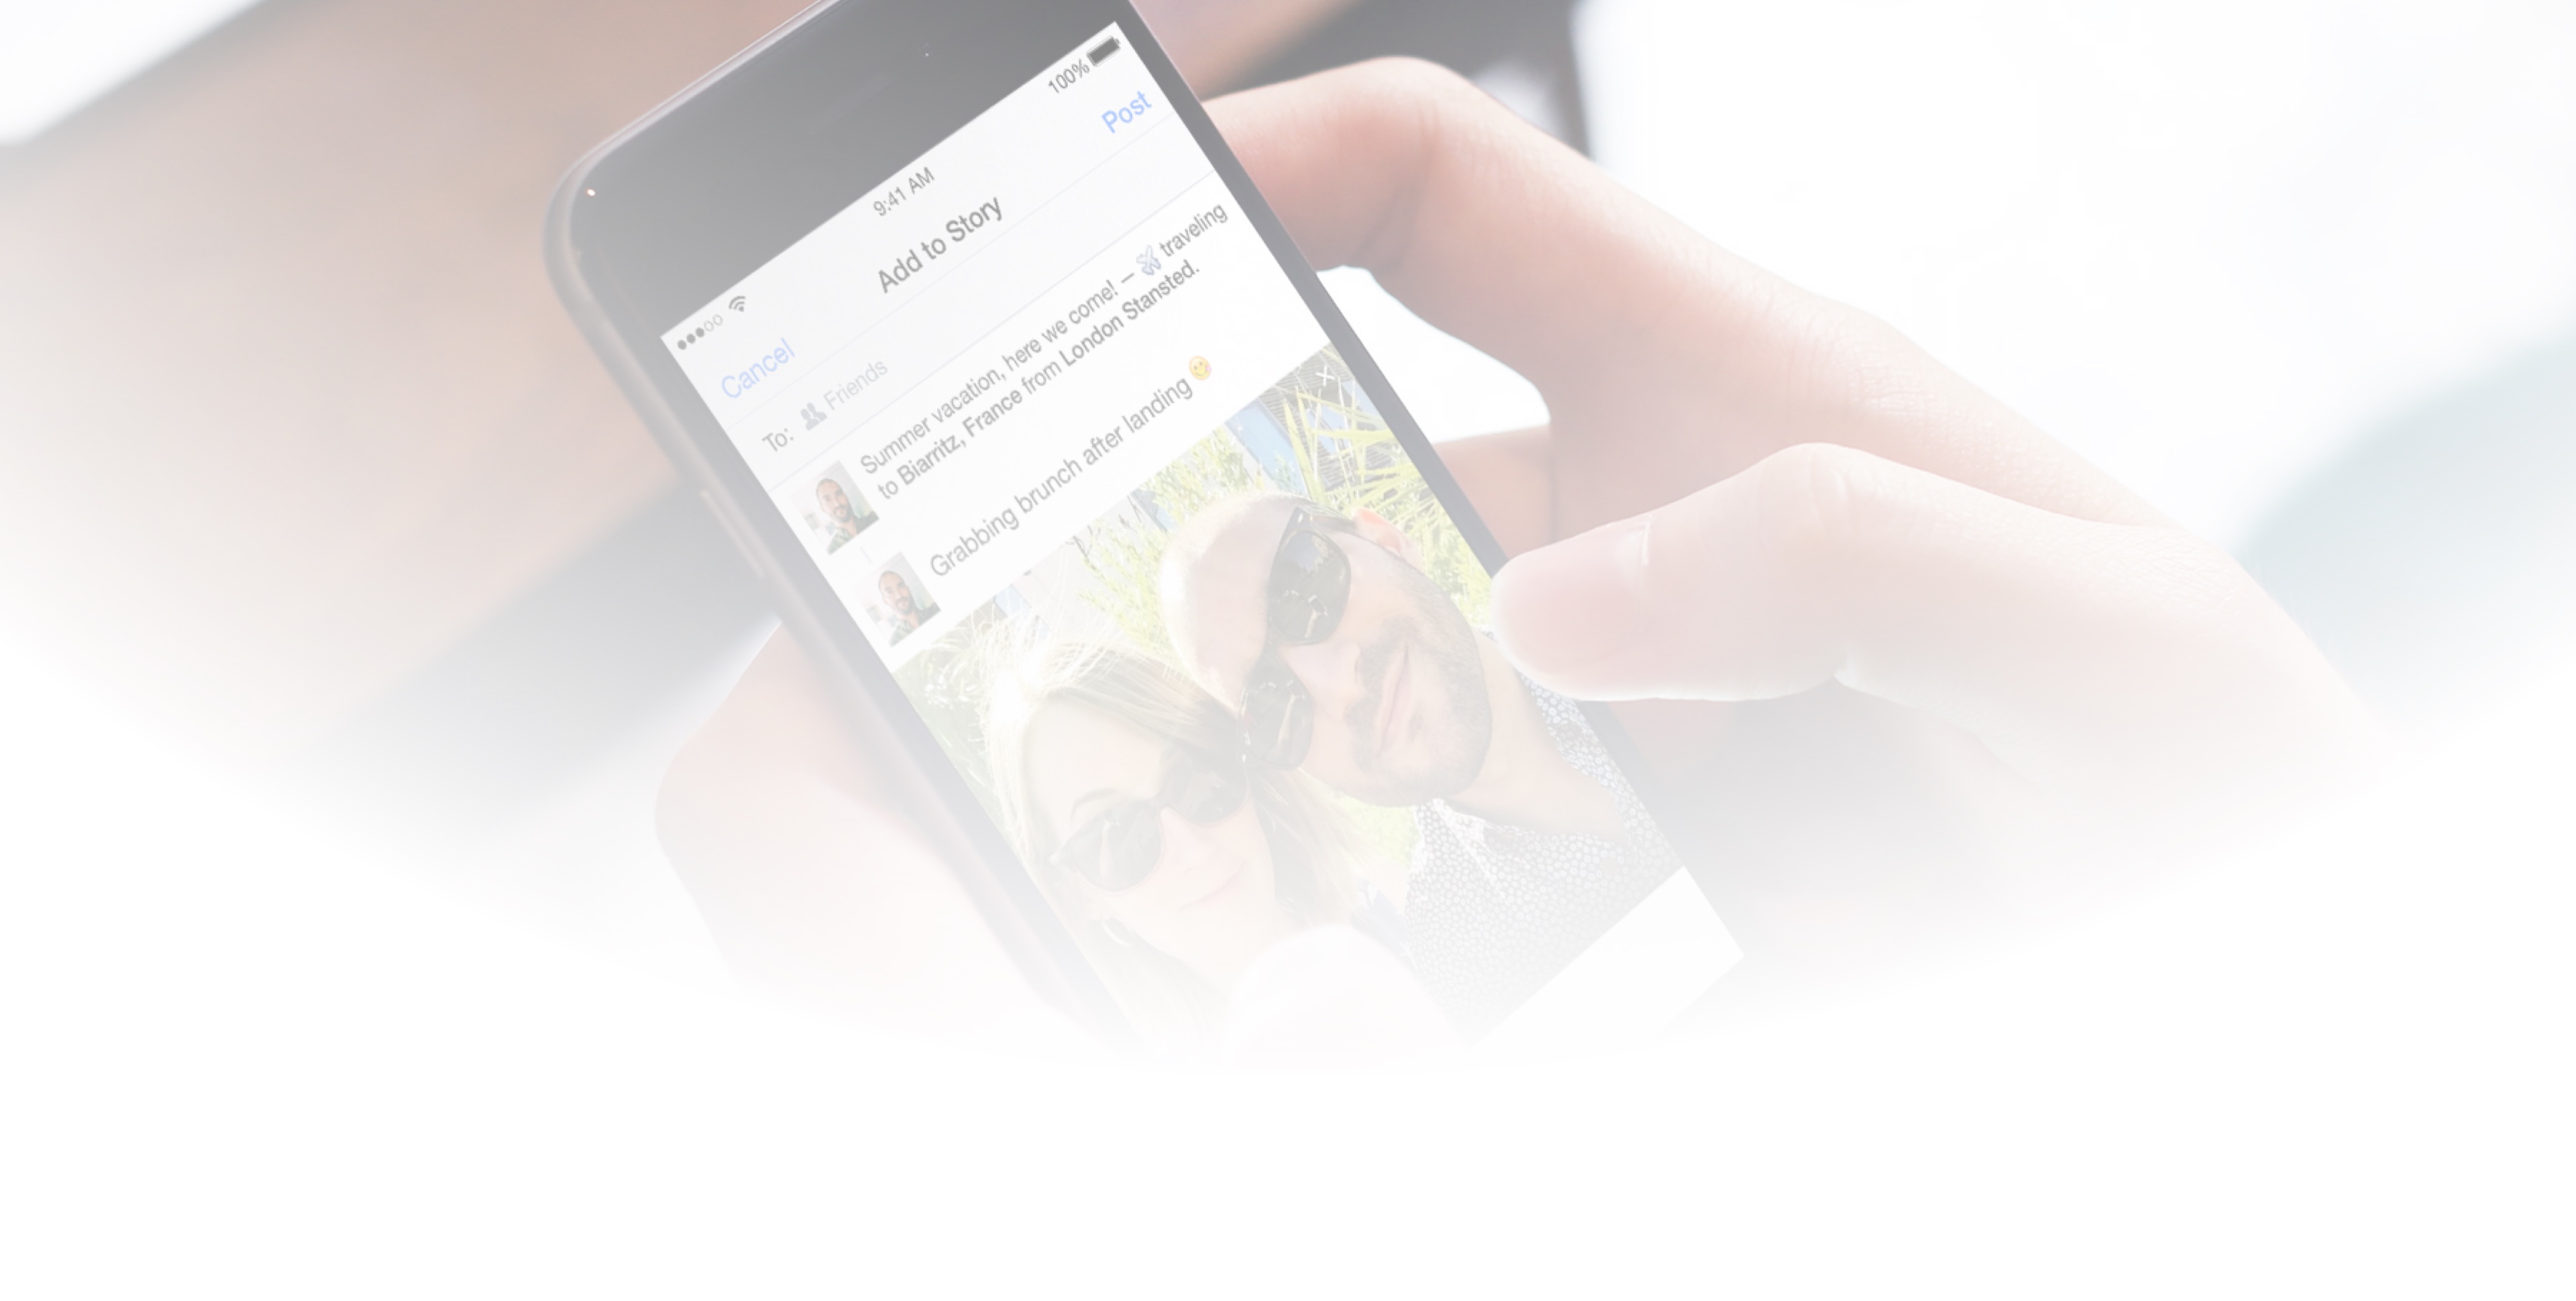 9:41 AM
100%
Cancel
Add to Story
Post
To: Friends
Summer vacation, here we come! – ✈ traveling
to Biarritz, France from London Stansted.
Grabbing brunch after landing 😀